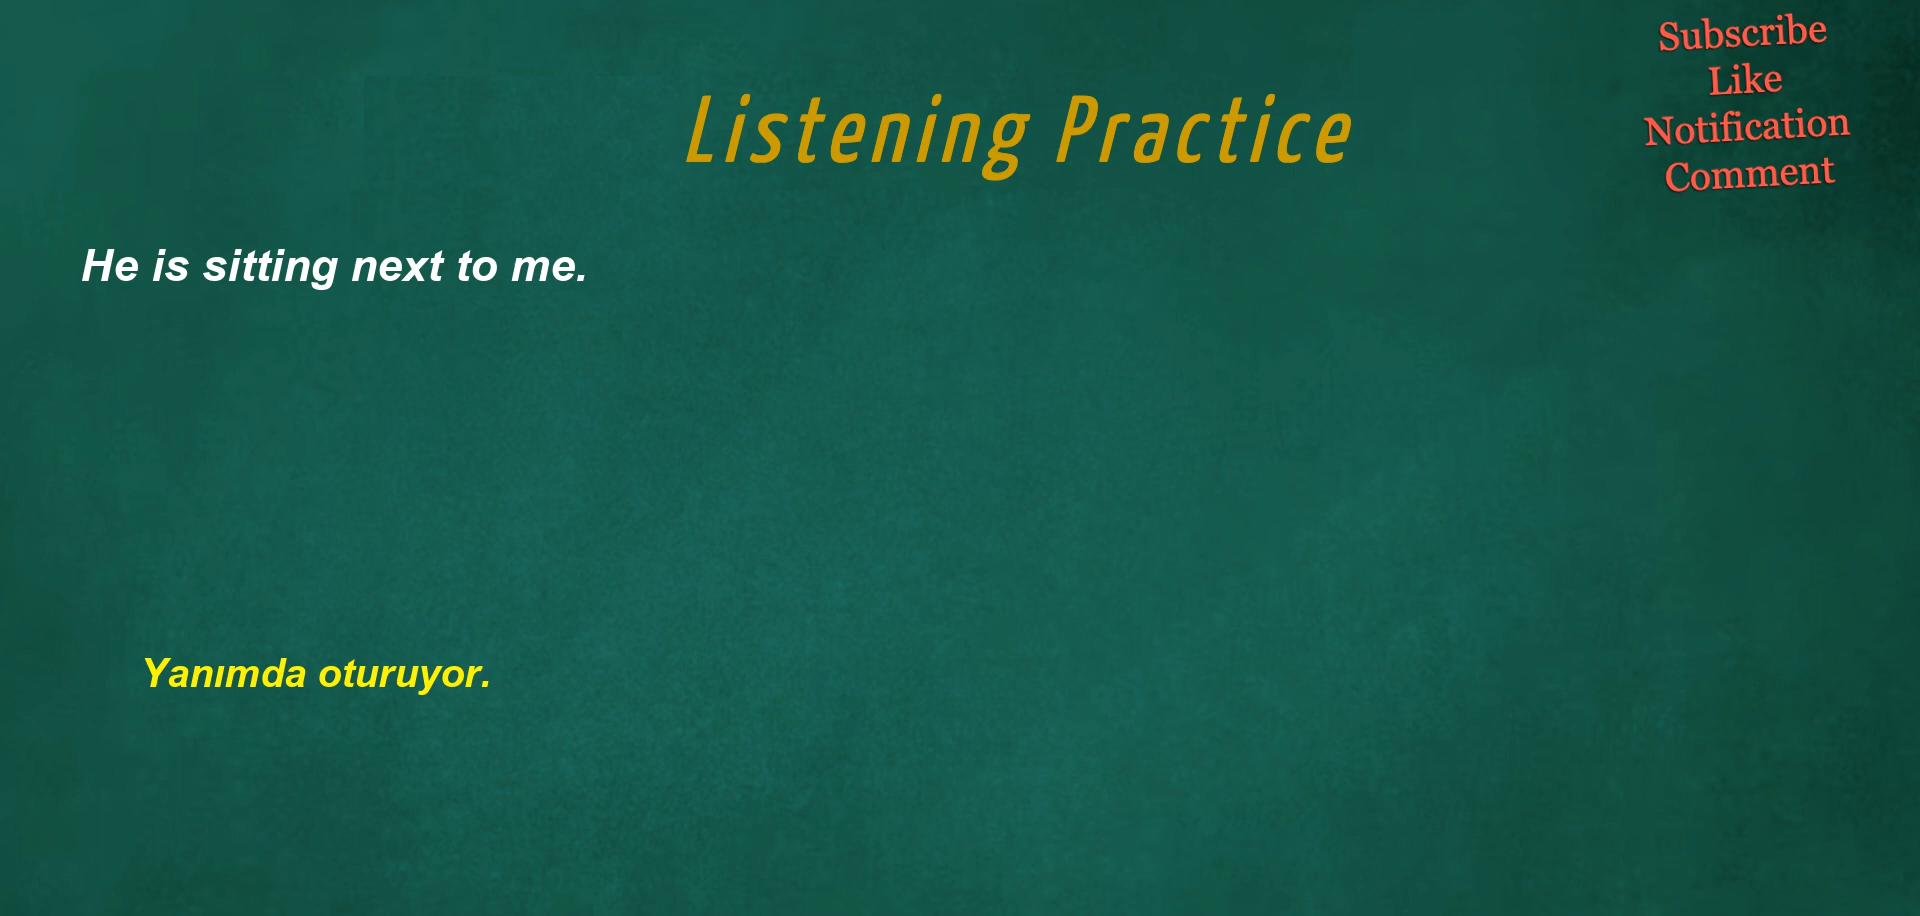 Listening Practice
Subscribe
Like
Notification
Comment
He is sitting next to me.
Yanımda oturuyor.